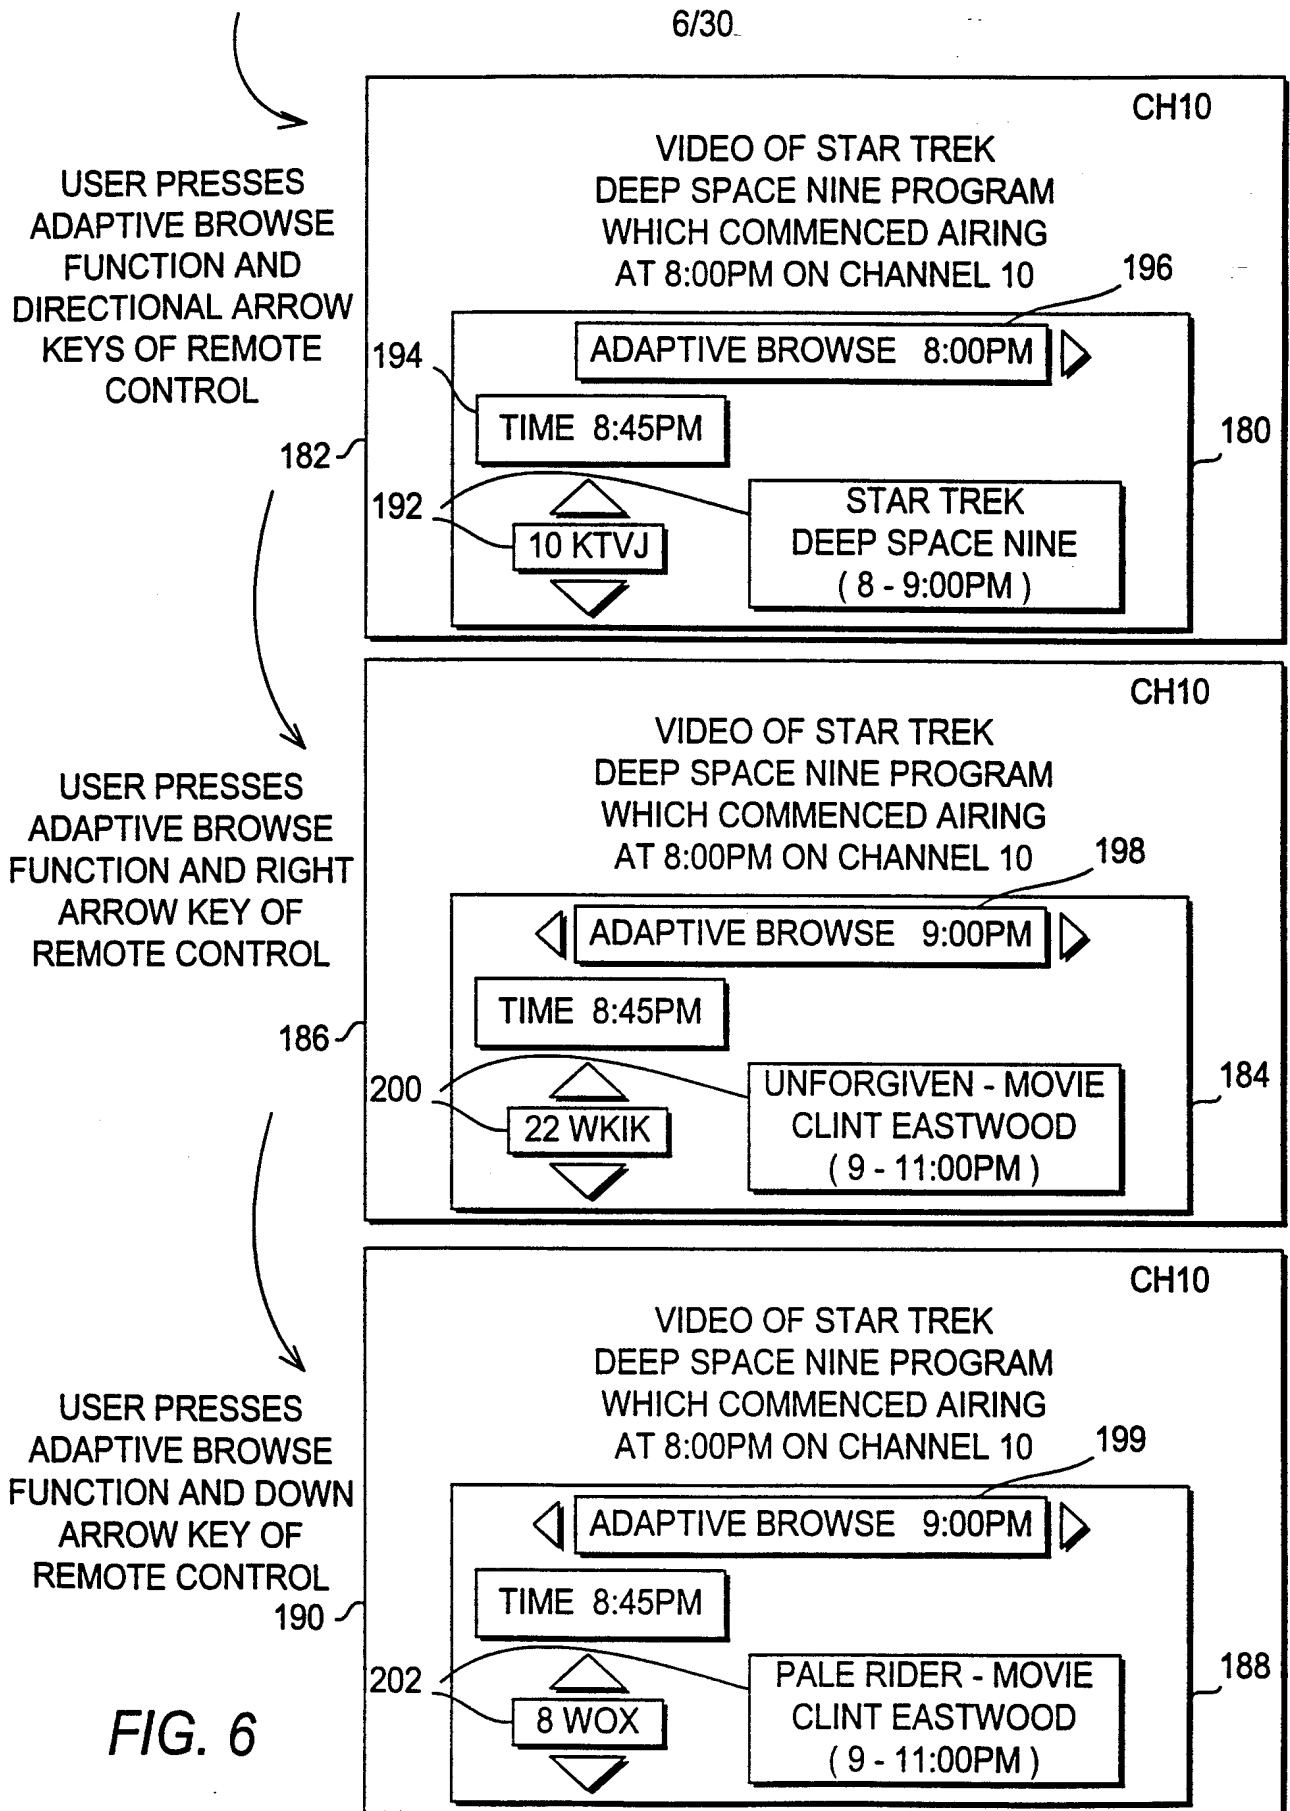 6/30
CH10
VIDEO OF STAR TREK
DEEP SPACE NINE PROGRAM
WHICH COMMENCED AIRING
AT 8:00PM ON CHANNEL 10
196
USER PRESSES
ADAPTIVE BROWSE
FUNCTION AND
DIRECTIONAL ARROW
KEYS OF REMOTE
CONTROL
194
ADAPTIVE BROWSE 8:00PM
TIME 8:45PM
182
180
192
10 KTVJ
STAR TREK
DEEP SPACE NINE
( 8 - 9:00PM )
CH10
VIDEO OF STAR TREK
DEEP SPACE NINE PROGRAM
WHICH COMMENCED AIRING
AT 8:00PM ON CHANNEL 10
198
USER PRESSES
ADAPTIVE BROWSE
FUNCTION AND RIGHT
ARROW KEY OF
REMOTE CONTROL
ADAPTIVE BROWSE 9:00PM
TIME 8:45PM
186
184
200
22 WKIK
UNFORGIVEN - MOVIE
CLINT EASTWOOD
( 9 - 11:00PM )
CH10
VIDEO OF STAR TREK
DEEP SPACE NINE PROGRAM
WHICH COMMENCED AIRING
AT 8:00PM ON CHANNEL 10
199
USER PRESSES
ADAPTIVE BROWSE
FUNCTION AND DOWN
ARROW KEY OF
REMOTE CONTROL
ADAPTIVE BROWSE 9:00PM
TIME 8:45PM
190
188
202
8 WOX
PALE RIDER - MOVIE
CLINT EASTWOOD
( 9 - 11:00PM )
FIG. 6